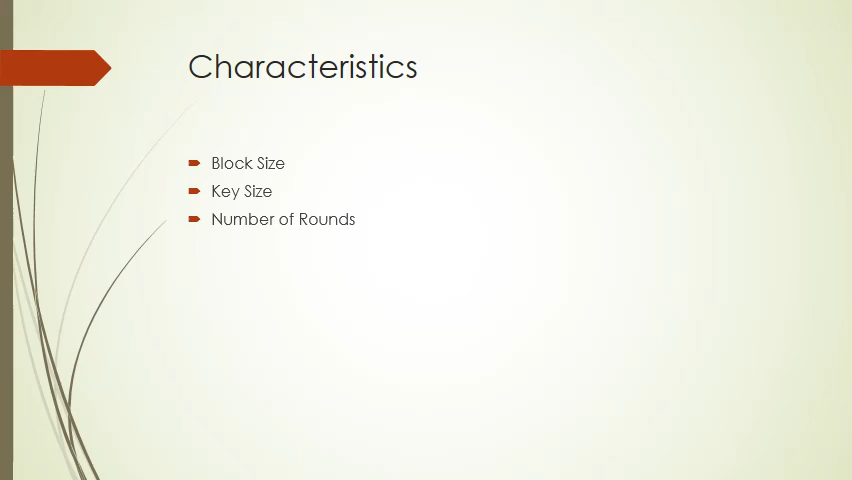 Characteristics
Block Size
Key Size
Number of Rounds